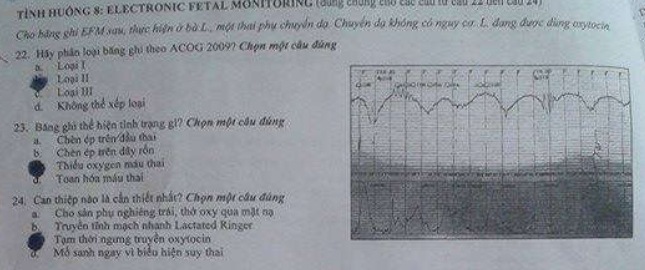 TÌNH HUỐNG 8: ELECTRONIC FETAL MONITORING (dùng chung cho các câu từ câu 22 đến câu 24)
Cho băng ghi EFM sau, thực hiện ở bà L., một thai phụ chuyển dạ. Chuyển dạ không có nguy cơ. L. đang được dùng oxytocin
22. Hãy phân loại băng ghi theo ACOG 2009? Chọn một câu đúng
a. Loại I
Loại II
c. Loại III
d. Không thể xếp loại
23. Băng ghi thể hiện tình trạng gì? Chọn một câu đúng
a. Chèn ép trên đầu thai
b. Chèn ép trên dây rốn
Thiếu oxygen máu thai
d. Toan hóa máu thai
24. Can thiệp nào là cần thiết nhất? Chọn một câu đúng
a. Cho sản phụ nghiêng trái, thở oxy qua mặt nạ
b. Truyền tĩnh mạch nhanh Lactated Ringer
Tạm thời ngưng truyền oxytocin
d. Mổ sanh ngay vì biểu hiện suy thai